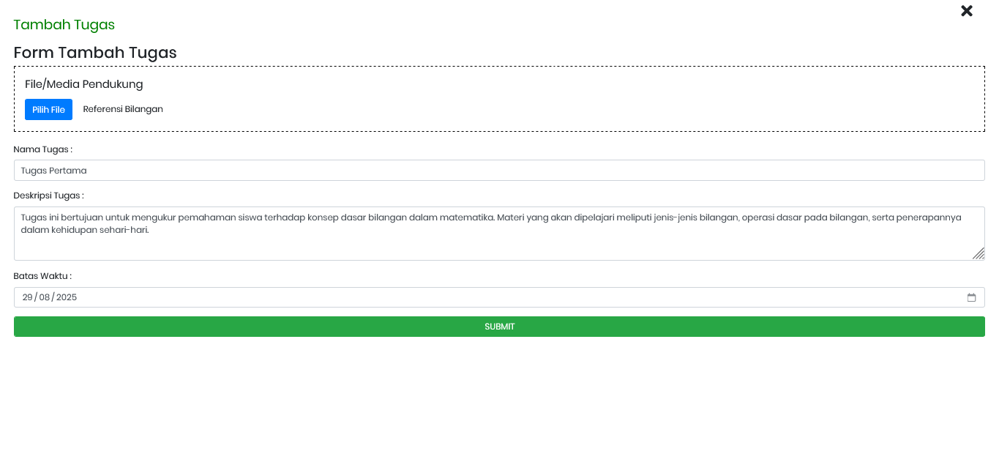 Tambah Tugas
Form Tambah Tugas
File/Media Pendukung
Pilih File Referensi Bilangan
Nama Tugas :
Tugas Pertama
Deskripsi Tugas :
Tugas ini bertujuan untuk mengukur pemahaman siswa terhadap konsep dasar bilangan dalam matematika. Materi yang akan dipelajari meliputi jenis-jenis bilangan, operasi dasar pada bilangan, serta penerapannya
dalam kehidupan sehari-hari.
Batas Waktu :
29 / 08 / 2025
SUBMIT